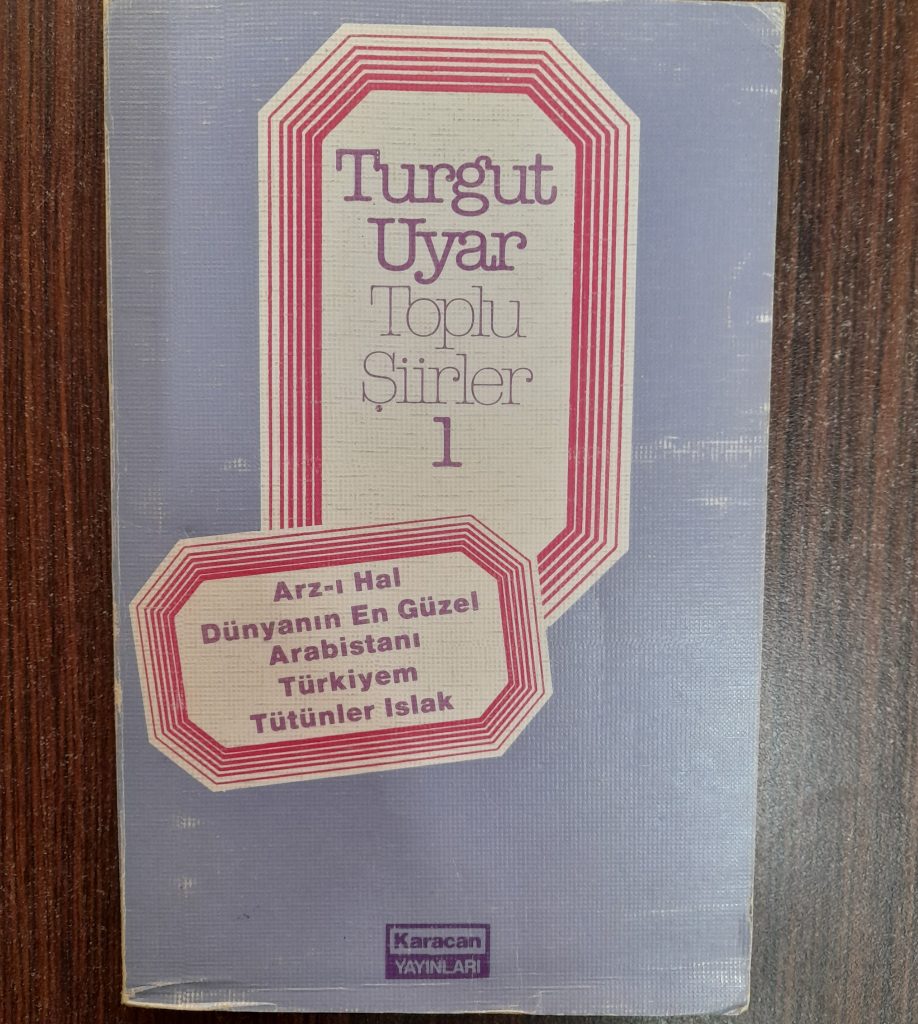 Turgut
Uyar
Toplu
Şiirler
1
Arz-ı Hal
Dünyanın En Güzel
Arabistanı
Türkiyem
Tütünler Islak
Karacan
YAYINLARI